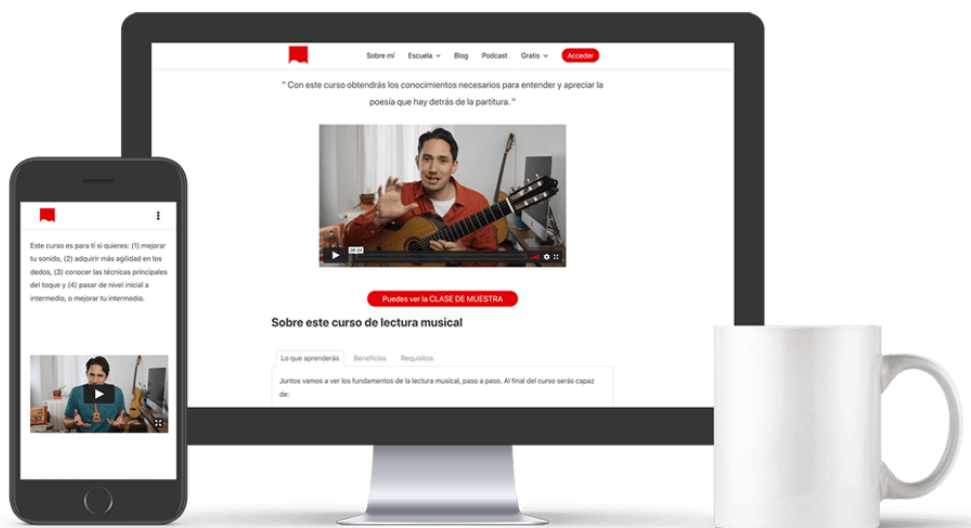 Sobre mí Escuela Blog Podcast Gratis Acceder
" Con este curso obtendrás los conocimientos necesarios para entender y apreciar la
poesía que hay detrás de la partitura. "
Puedes ver la CLASE DE MUESTRA
Sobre este curso de lectura musical
Lo que aprenderás Beneficios Requisitos
Juntos vamos a ver los fundamentos de la lectura musical, paso a paso. Al final del curso serás capaz
de:
Este curso es para tí si quieres: (1) mejorar
tu sonido, (2) adquirir más agilidad en los
dedos, (3) conocer las técnicas principales
del toque y (4) pasar de nivel inicial a
intermedio, o mejorar tu intermedio.